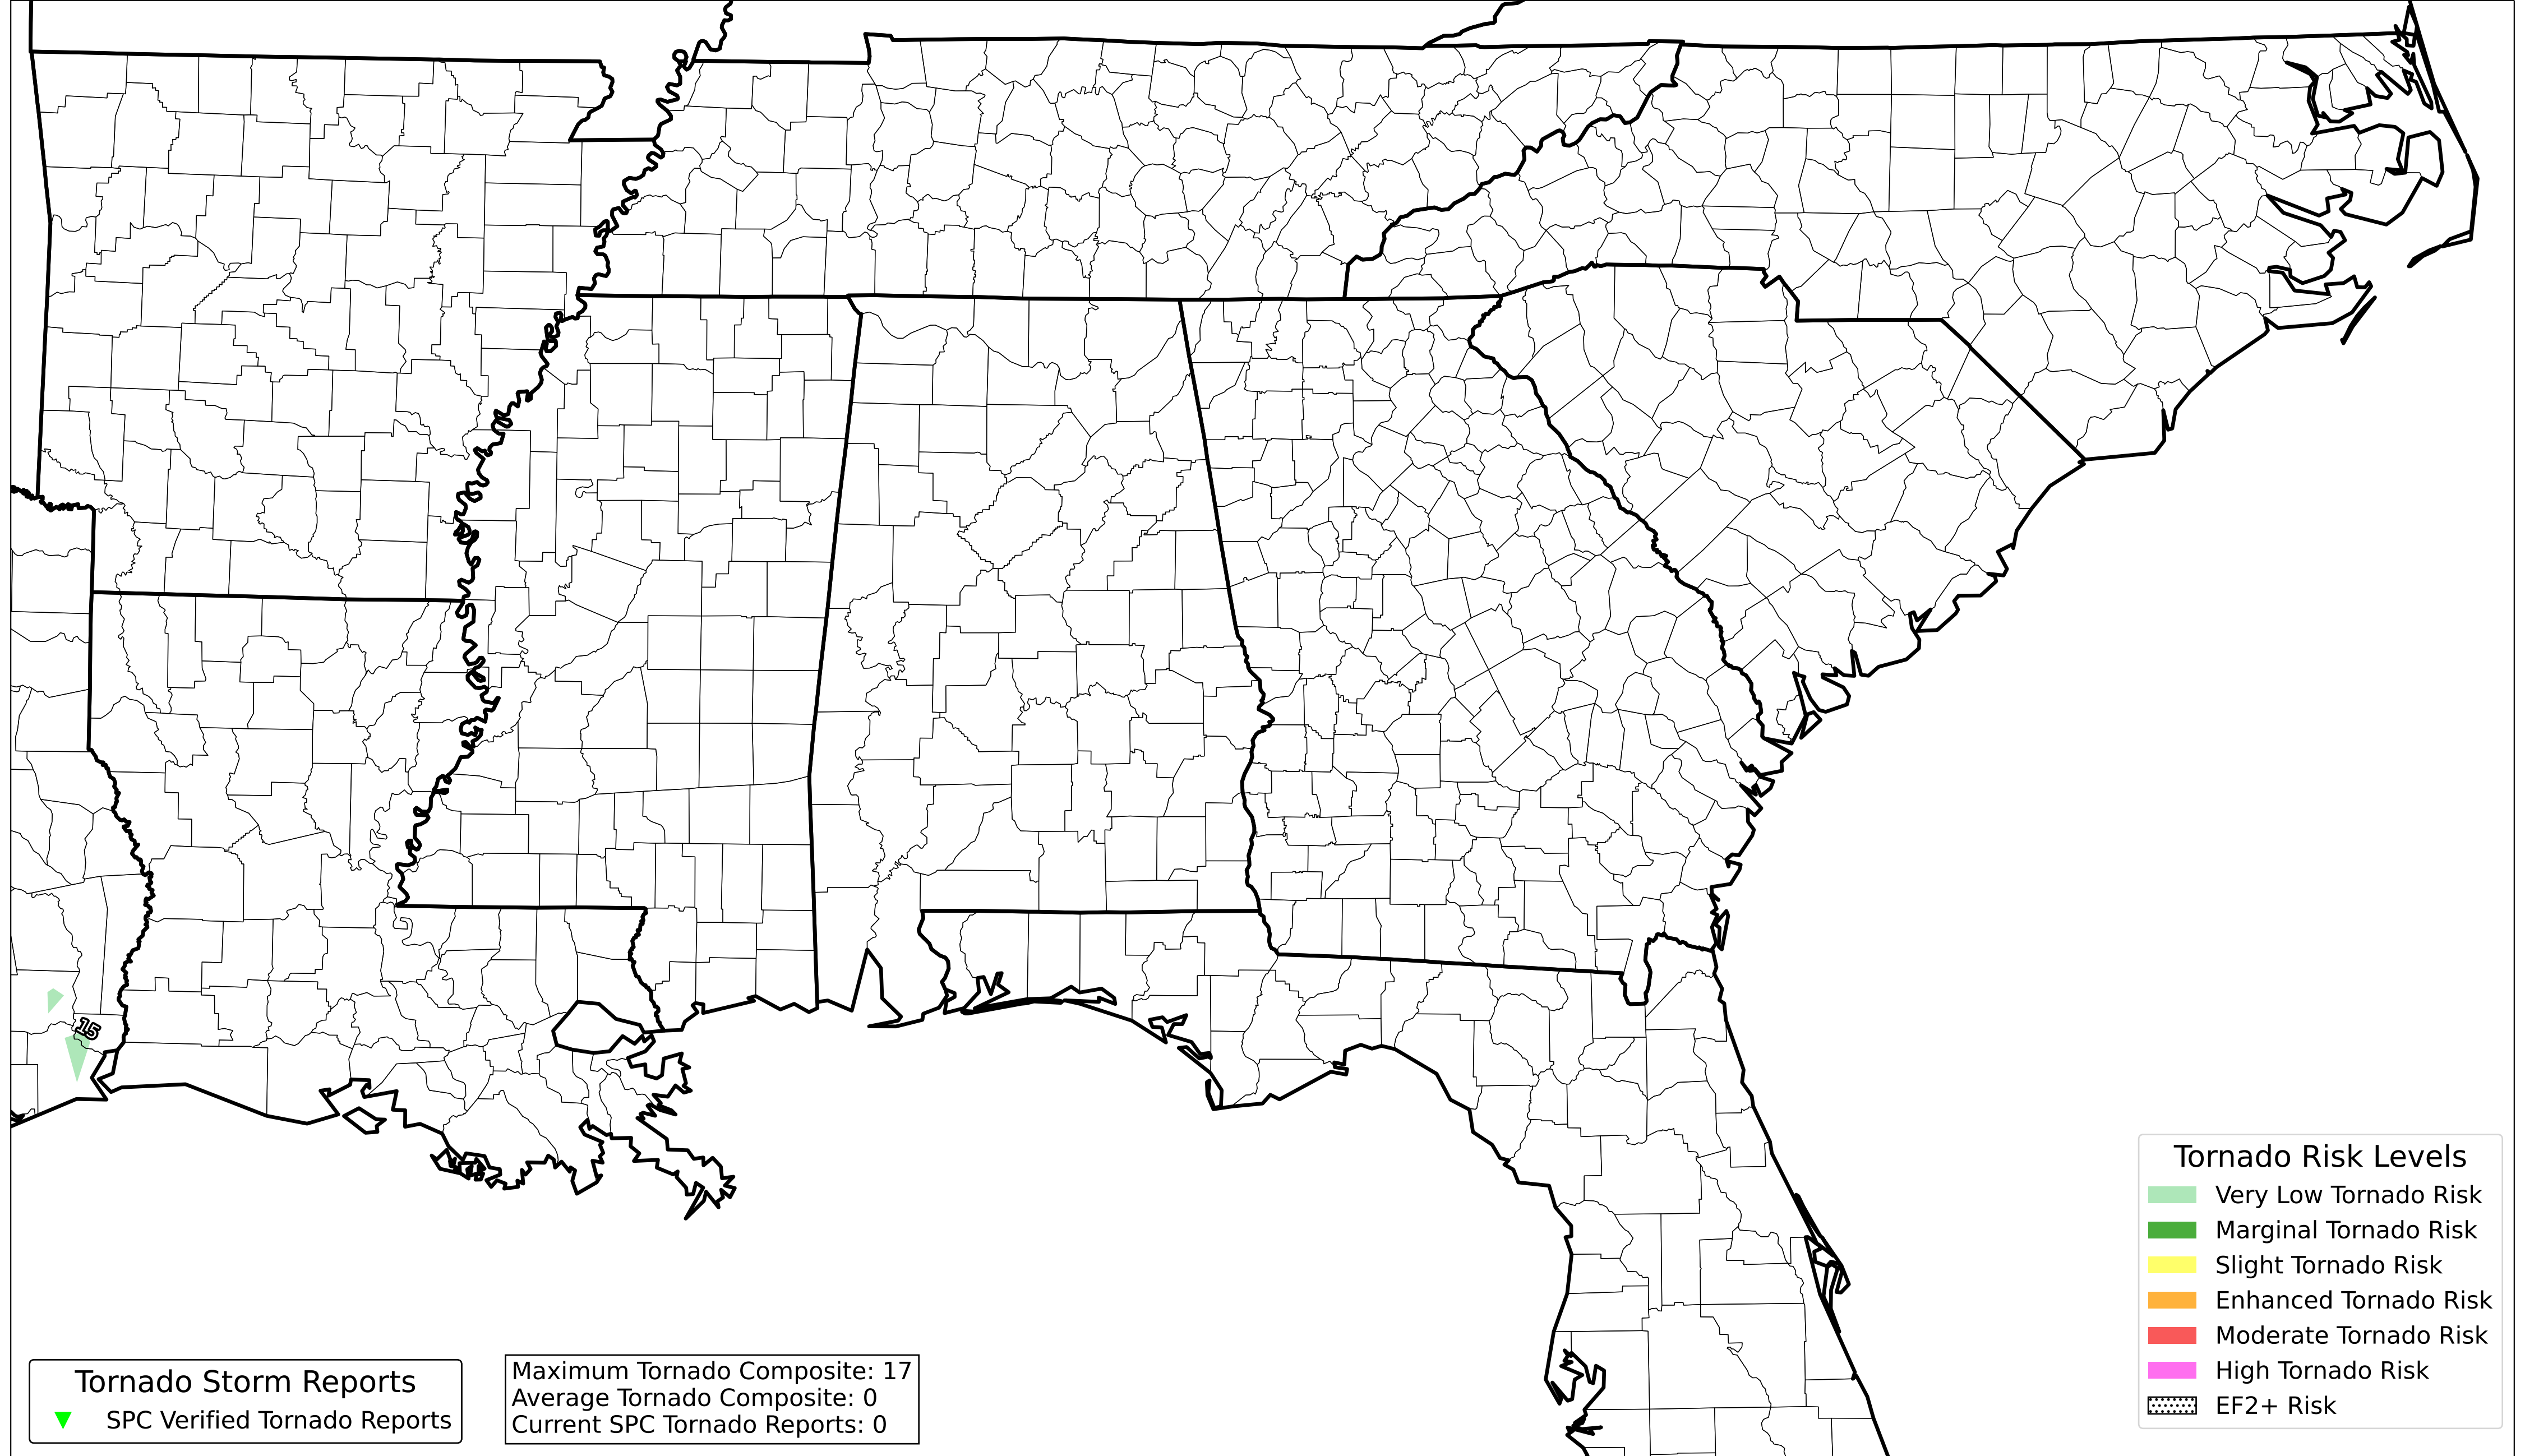 15
Tornado Storm Reports
SPC Verified Tornado Reports
Maximum Tornado Composite: 17
Average Tornado Composite: 0
Current SPC Tornado Reports: 0
Tornado Risk Levels
Very Low Tornado Risk
Marginal Tornado Risk
Slight Tornado Risk
Enhanced Tornado Risk
Moderate Tornado Risk
High Tornado Risk
EF2+ Risk